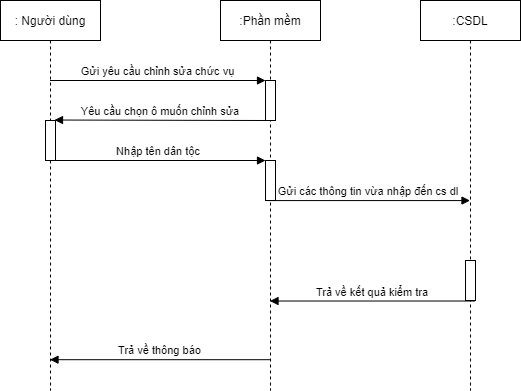 : Người dùng
:Phần mềm
:CSDL
Gửi yêu cầu chỉnh sửa chức vụ
Yêu cầu chọn ô muốn chỉnh sửa
Nhập tên dân tộc
Gửi các thông tin vừa nhập đến cs dl
Trả về kết quả kiểm tra
Trả về thông báo